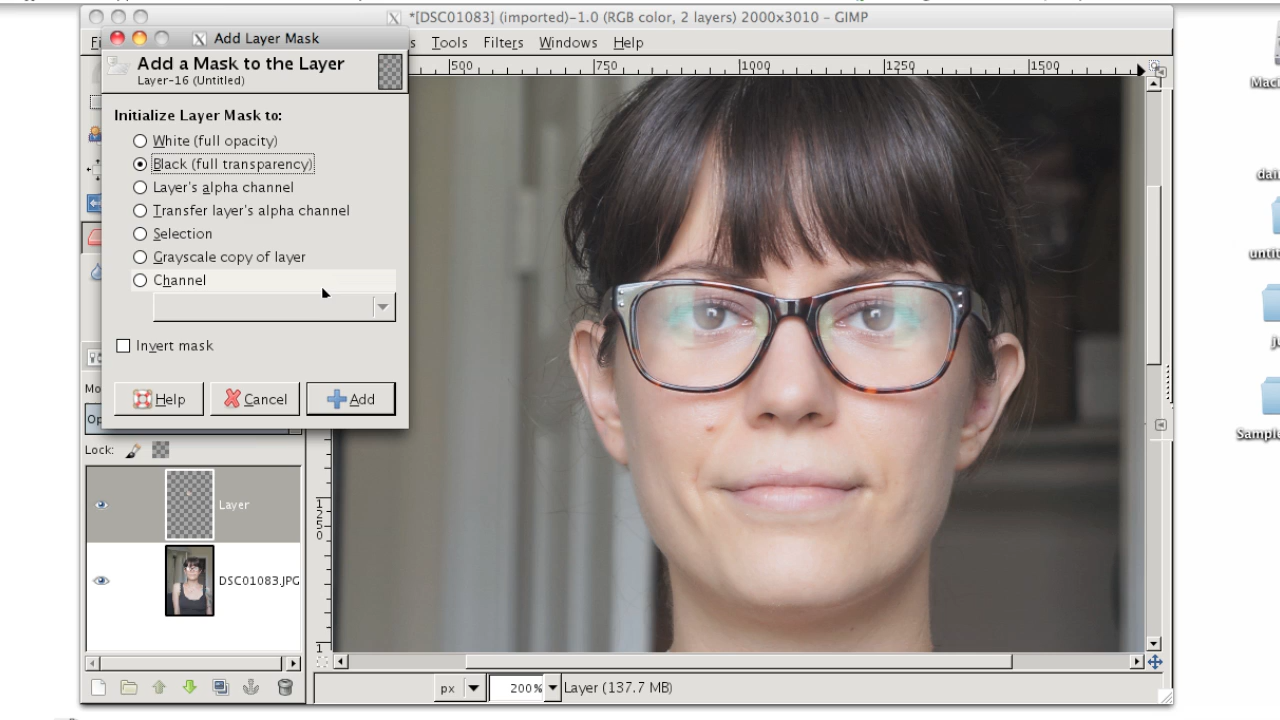 *[DSC01083] (imported)-1.0 (RGB color, 2 layers) 2000x3010 – GIMP
Add Layer Mask
Tools Filters Windows Help
Add a Mask to the Layer
Layer-16 (Untitled)
500 750 1000 1250 1500
Initialize Layer Mask to:
White (full opacity)
Black (full transparency)
Layer's alpha channel
Transfer layer's alpha channel
Selection
Grayscale copy of layer
Channel
Invert mask
Help Cancel Add
Lock:
Layer
DSC01083.JPG
px 200% Layer (137.7 MB)
Sample